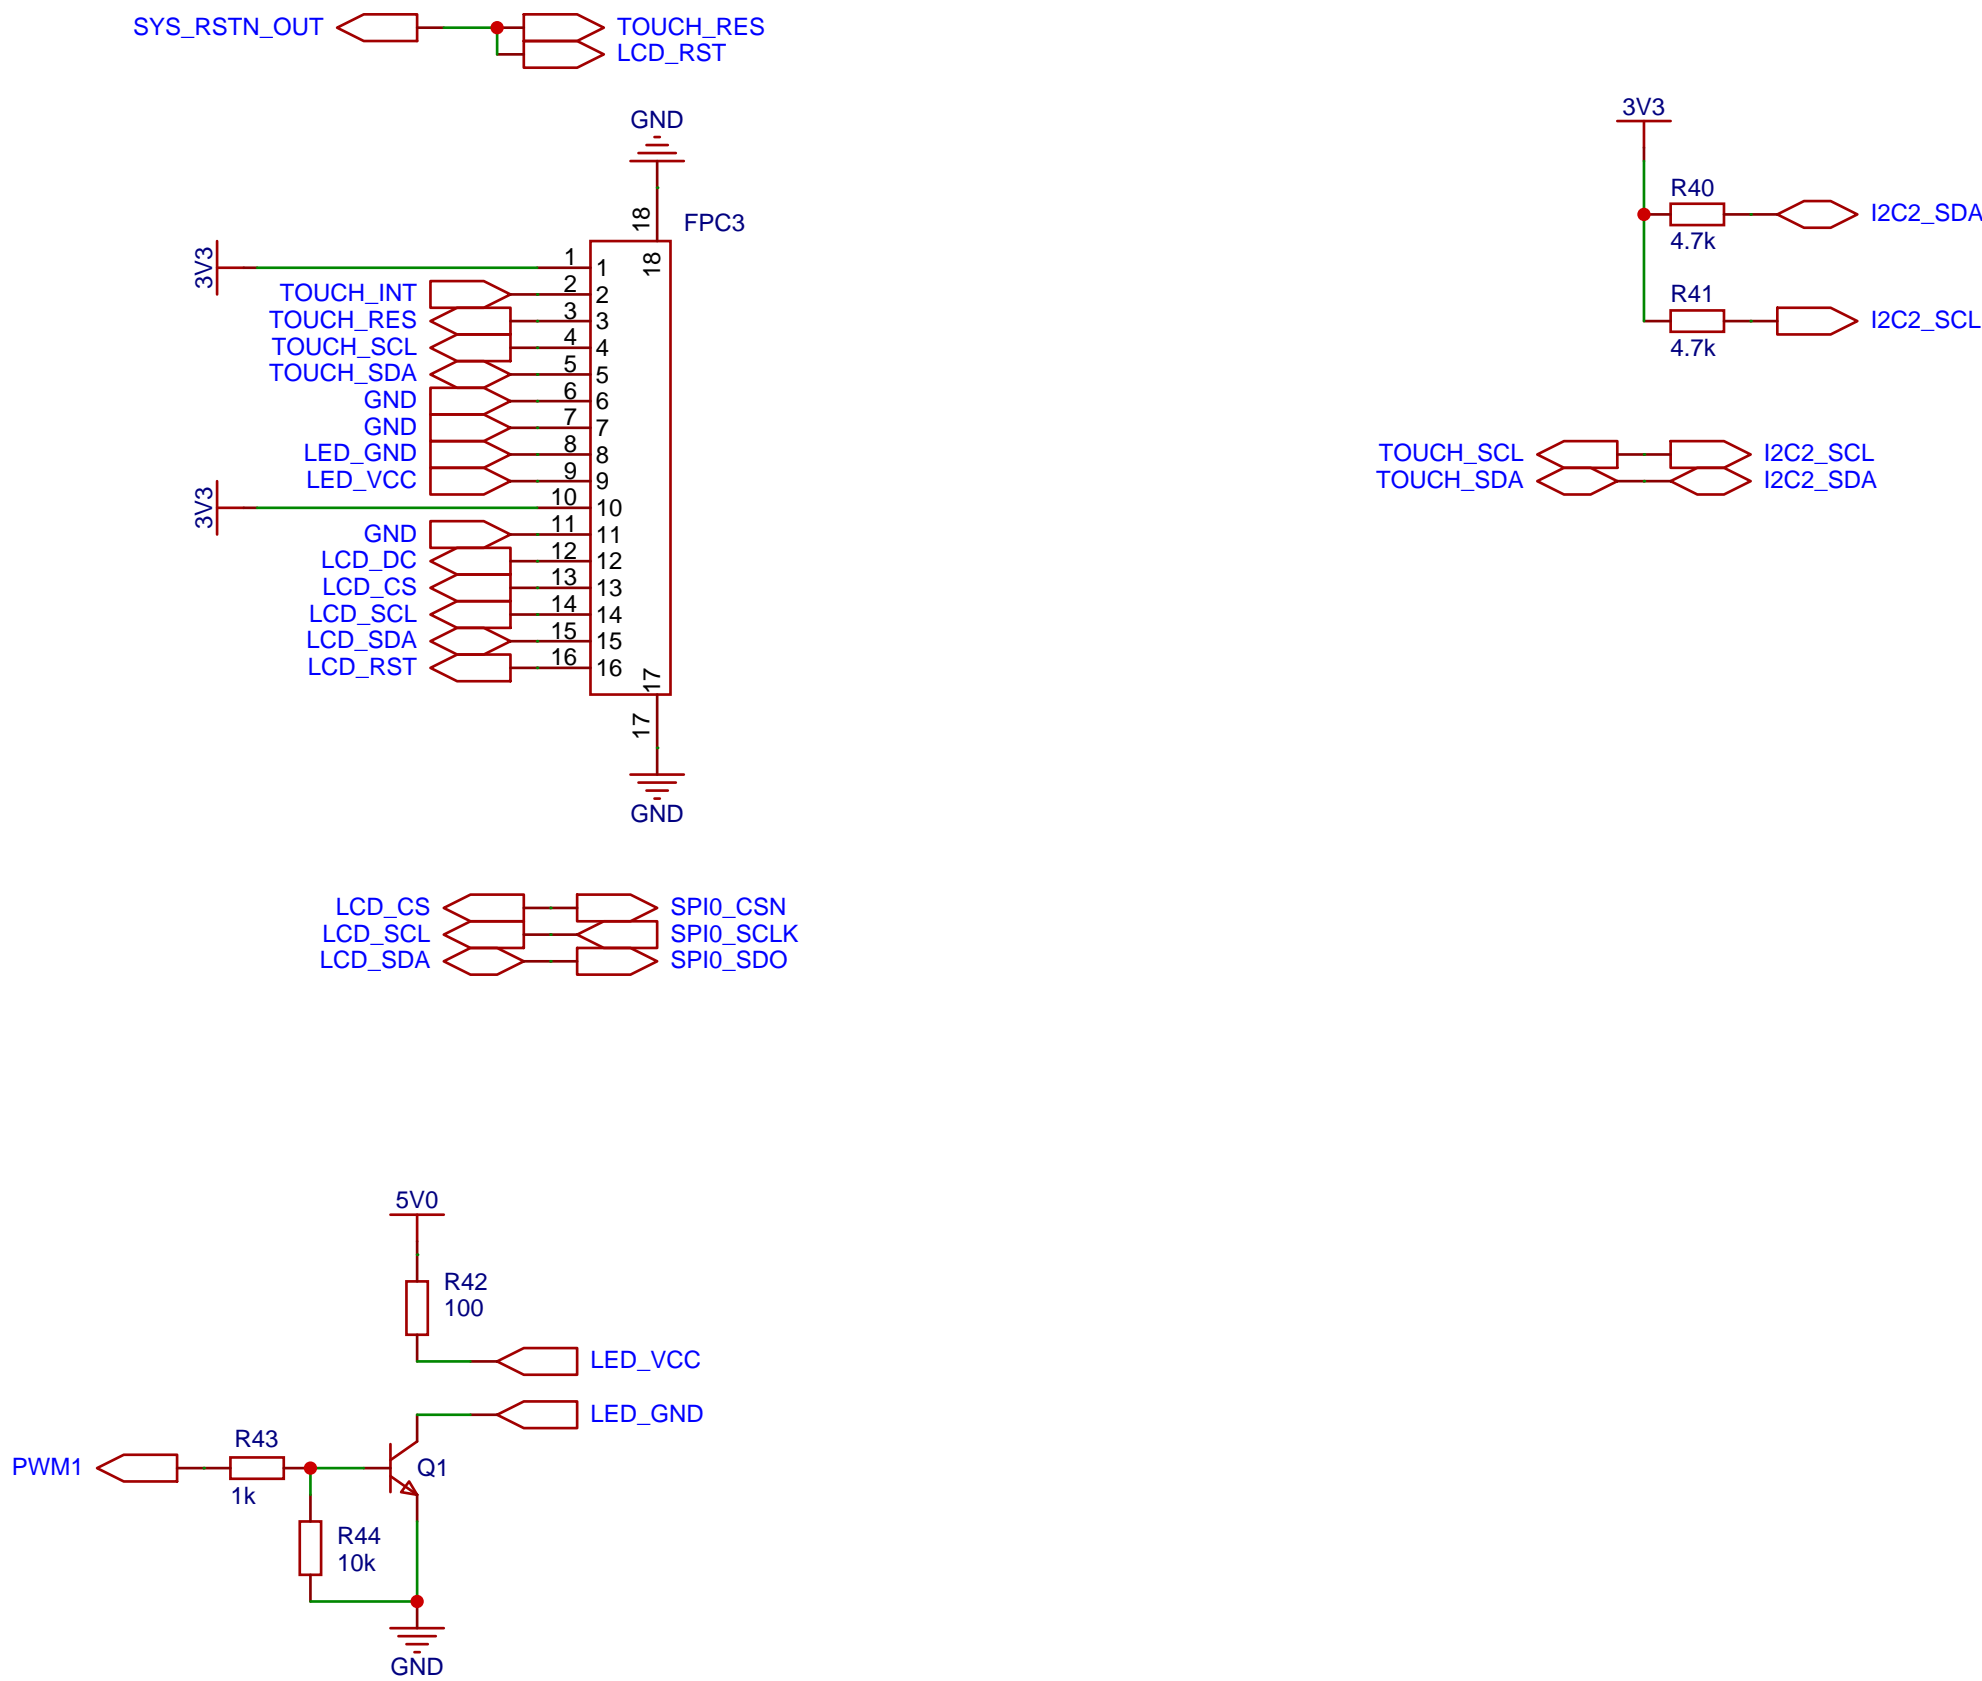 SYS_RSTN_OUT
TOUCH_RES
LCD_RST
GND
18
FPC3
18
3V3
1
1
TOUCH_INT
2
2
TOUCH_RES
3
3
TOUCH_SCL
4
4
TOUCH_SDA
5
5
GND
6
6
GND
7
7
LED_GND
8
8
LED_VCC
9
9
3V3
10
10
GND
11
11
LCD_DC
12
12
LCD_CS
13
13
LCD_SCL
14
14
LCD_SDA
15
15
LCD_RST
16
16
17
17
GND
3V3
R40
4.7k
I2C2_SDA
R41
4.7k
I2C2_SCL
TOUCH_SCL
I2C2_SCL
TOUCH_SDA
I2C2_SDA
LCD_CS
SPI0_CSN
LCD_SCL
SPI0_SCLK
LCD_SDA
SPI0_SDO
5V0
R42
100
LED_VCC
LED_GND
PWM1
R43
1k
Q1
R44
10k
GND